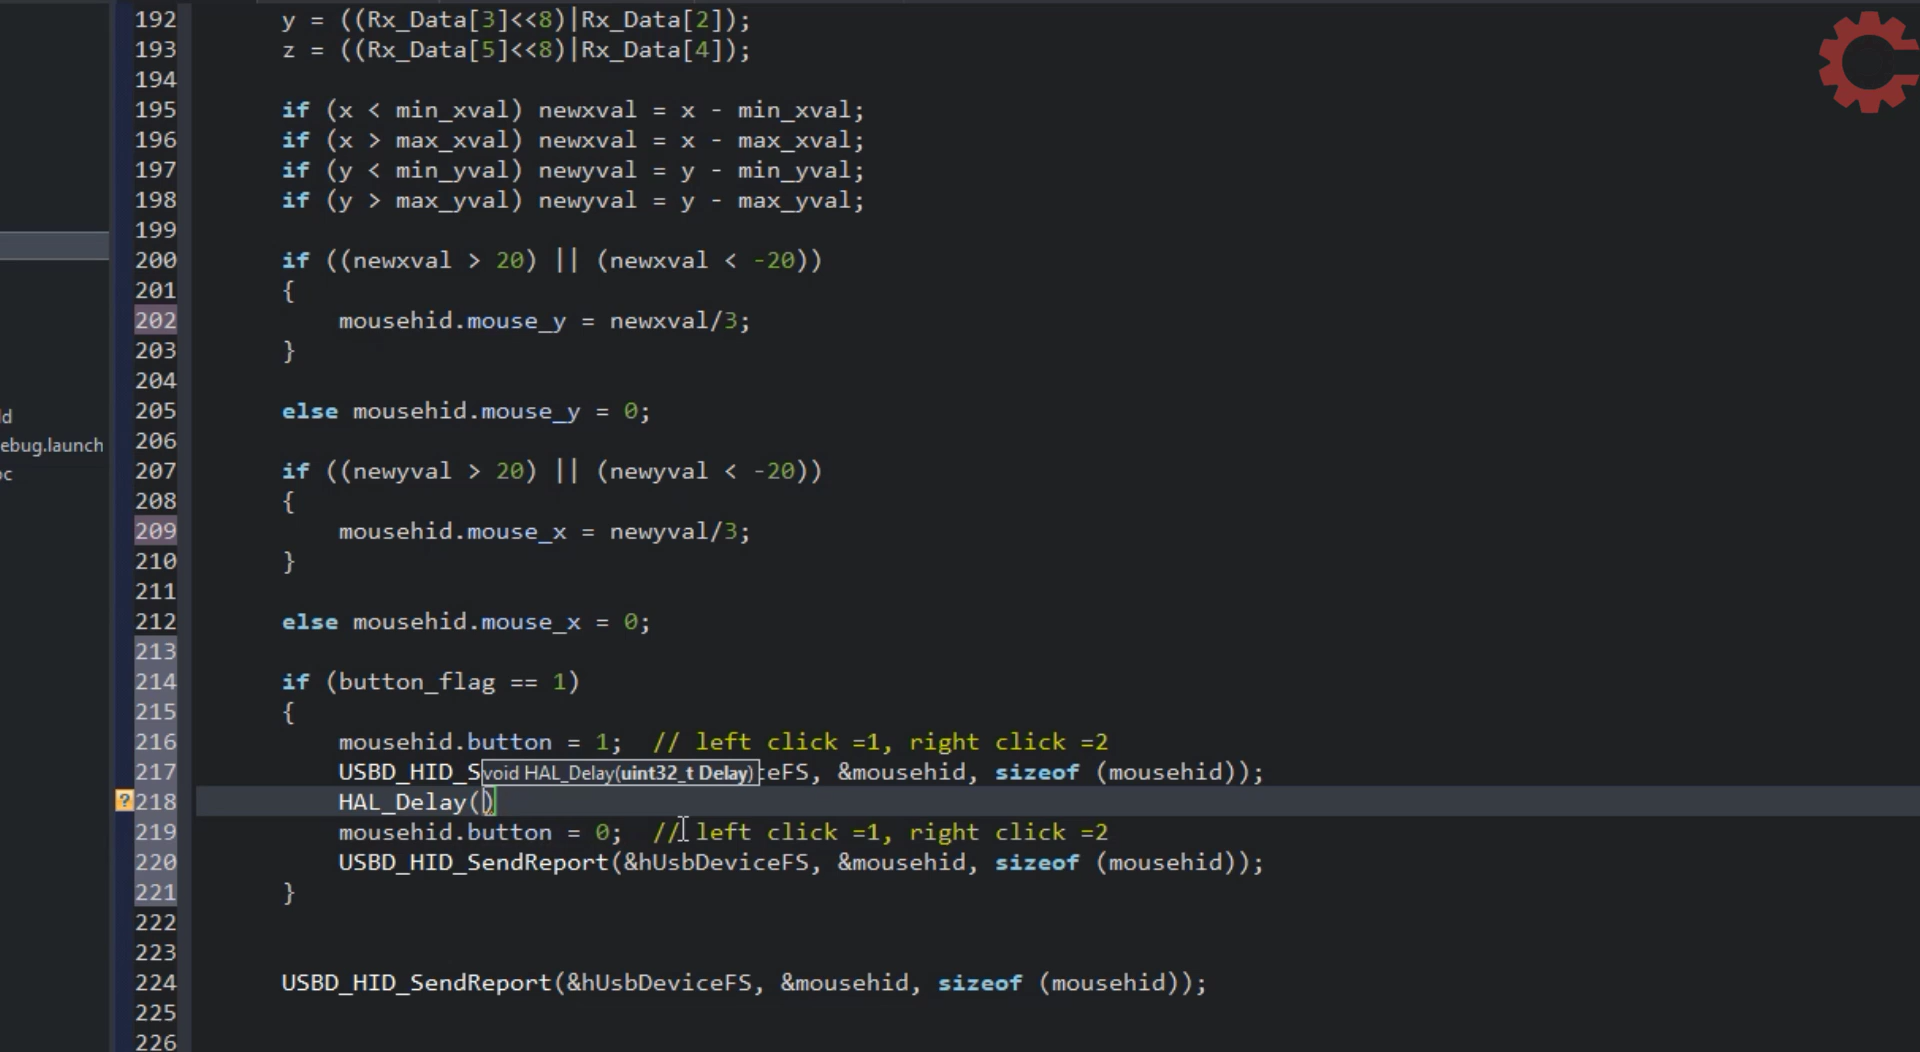 192 y = ((Rx_Data[3]<<8)|Rx_Data[2]);
193 z = ((Rx_Data[5]<<8)|Rx_Data[4]);
194
195 if (x < min_xval) newxval = x - min_xval;
196 if (x > max_xval) newxval = x - max_xval;
197 if (y < min_yval) newyval = y - min_yval;
198 if (y > max_yval) newyval = y - max_yval;
199
200 if ((newxval > 20) || (newxval < -20))
201 {
202 mousehid.mouse_y = newxval/3;
203 }
204
205 else mousehid.mouse_y = 0;
206
207 if ((newyval > 20) || (newyval < -20))
208 {
209 mousehid.mouse_x = newyval/3;
210 }
211
212 else mousehid.mouse_x = 0;
213
214 if (button_flag == 1)
215 {
216 mousehid.button = 1; // left click =1, right click =2
217 USBD_HID_S void HAL_Delay(uint32_t Delay) ceFS, &mousehid, sizeof (mousehid));
218 HAL_Delay()
219 mousehid.button = 0; // left click =1, right click =2
220 USBD_HID_SendReport(&hUsbDeviceFS, &mousehid, sizeof (mousehid));
221 }
222
223
224 USBD_HID_SendReport(&hUsbDeviceFS, &mousehid, sizeof (mousehid));
225
226
ld
ebug.launch
oc